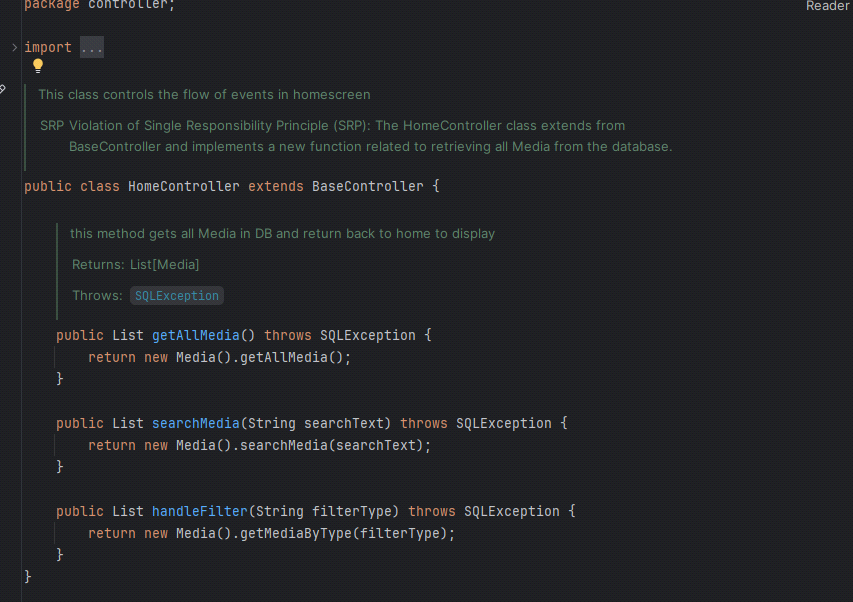 package controller;
Reader
import ...
This class controls the flow of events in homescreen
SRP Violation of Single Responsibility Principle (SRP): The HomeController class extends from
BaseController and implements a new function related to retrieving all Media from the database.
public class HomeController extends BaseController {
this method gets all Media in DB and return back to home to display
Returns: List[Media]
Throws: SQLException
public List getAllMedia() throws SQLException {
return new Media().getAllMedia();
}
public List searchMedia(String searchText) throws SQLException {
return new Media().searchMedia(searchText);
}
public List handleFilter(String filterType) throws SQLException {
return new Media().getMediaByType(filterType);
}
}